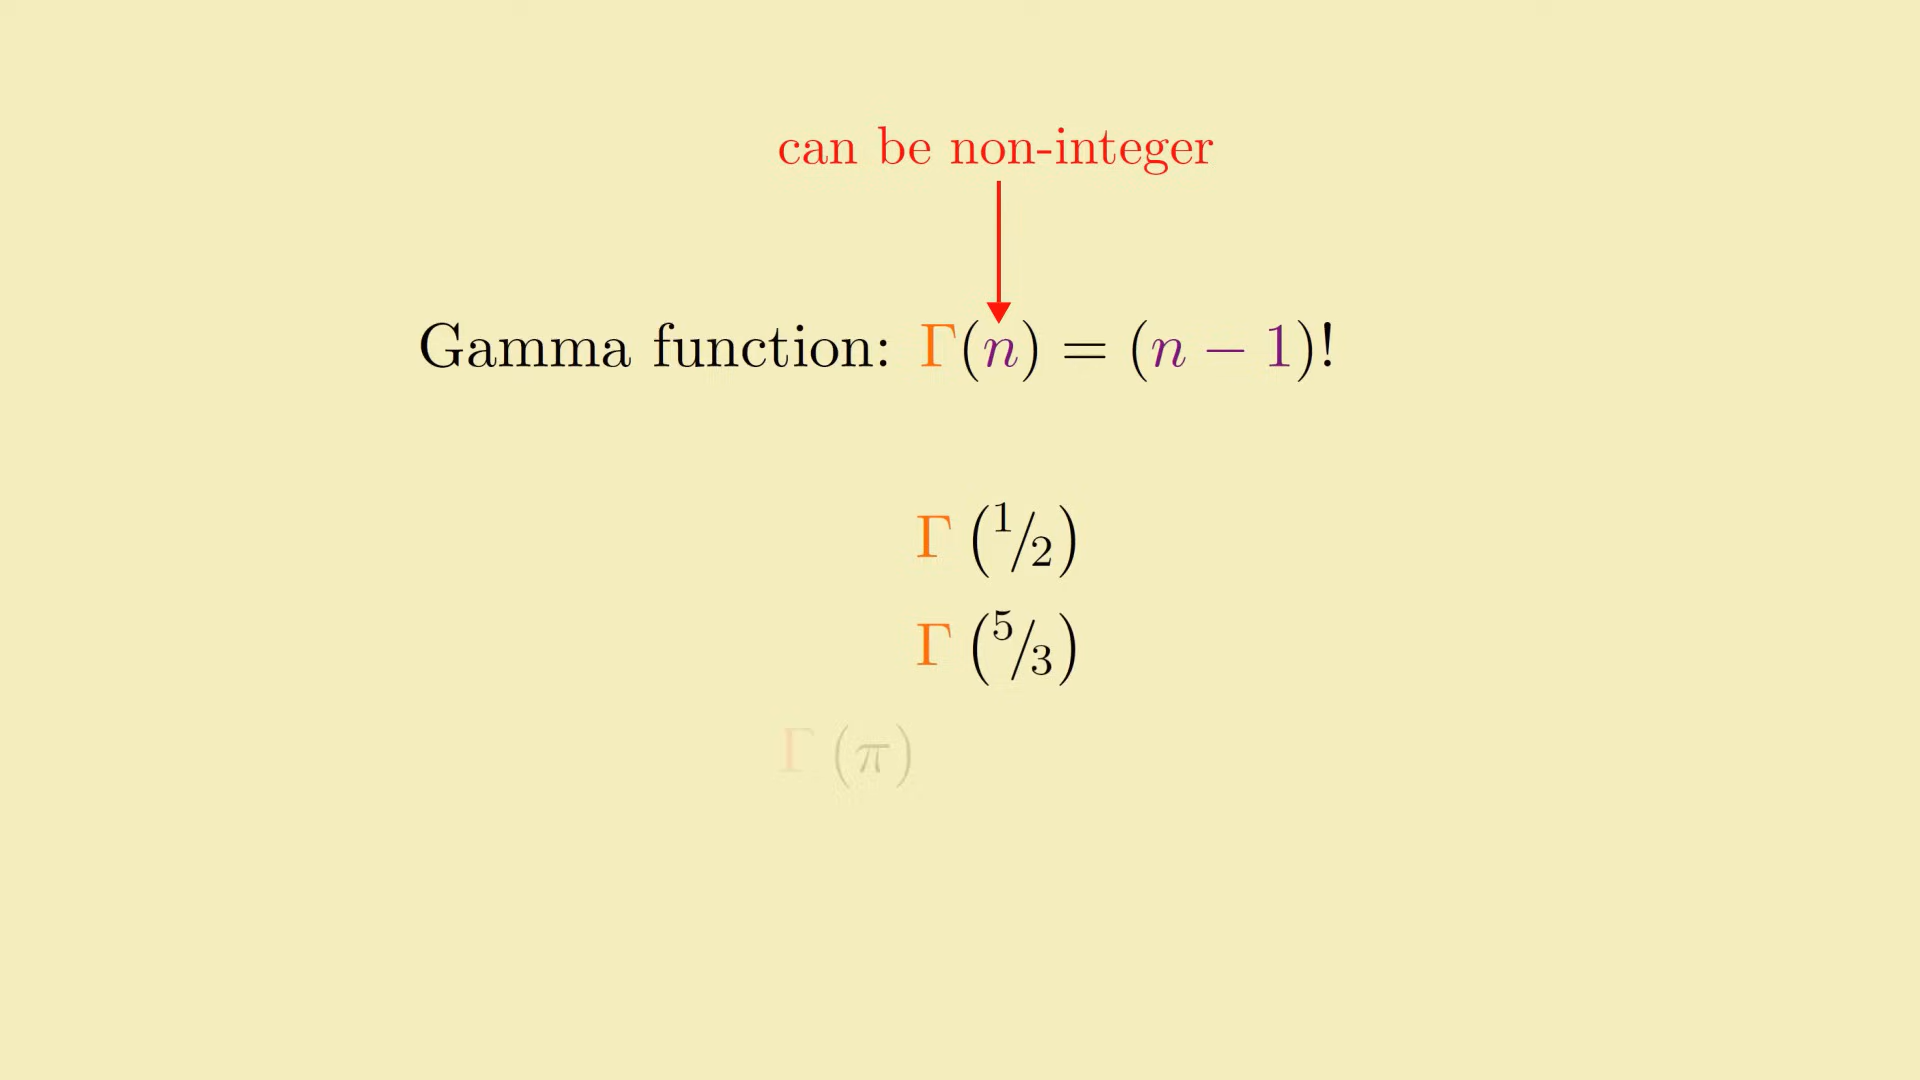 can be non-integer
Gamma function: Γ(n) = (n − 1)!
Γ (1/2)
Γ (5/3)
Γ (π)